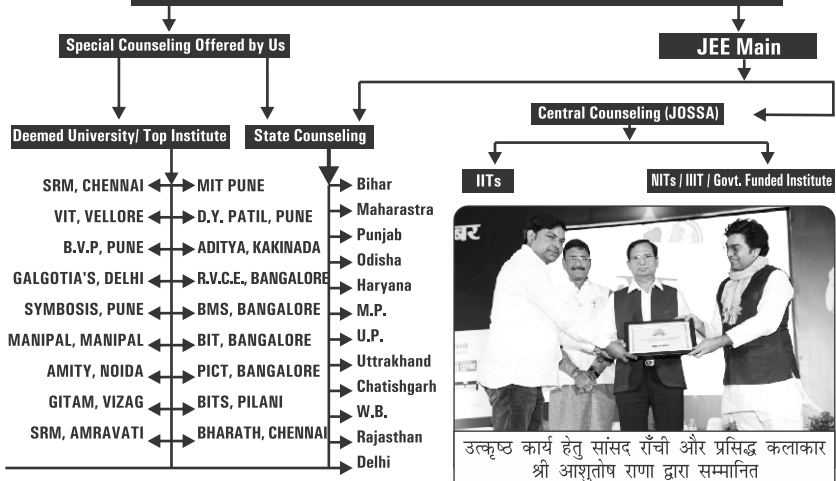 Special Counseling Offered by Us
JEE Main
Deemed University/ Top Institute
State Counseling
Central Counseling (JOSSA)
IITs
NITs / IIIT / Govt. Funded Institute
SRM, CHENNAI
MIT PUNE
VIT, VELLORE
D.Y. PATIL, PUNE
B.V.P, PUNE
ADITYA, KAKINADA
GALGOTIA'S, DELHI
R.V.C.E., BANGALORE
SYMBOSIS, PUNE
BMS, BANGALORE
MANIPAL, MANIPAL
BIT, BANGALORE
AMITY, NOIDA
PICT, BANGALORE
GITAM, VIZAG
BITS, PILANI
SRM, AMRAVATI
BHARATH, CHENNAI
Bihar
Maharastra
Punjab
Odisha
Haryana
M.P.
U.P.
Uttrakhand
Chatishgarh
W.B.
Rajasthan
Delhi
उत्कृष्ठ कार्य हेतु सांसद राँची और प्रसिद्ध कलाकार
श्री आशुतोष राणा द्वारा सम्मानित